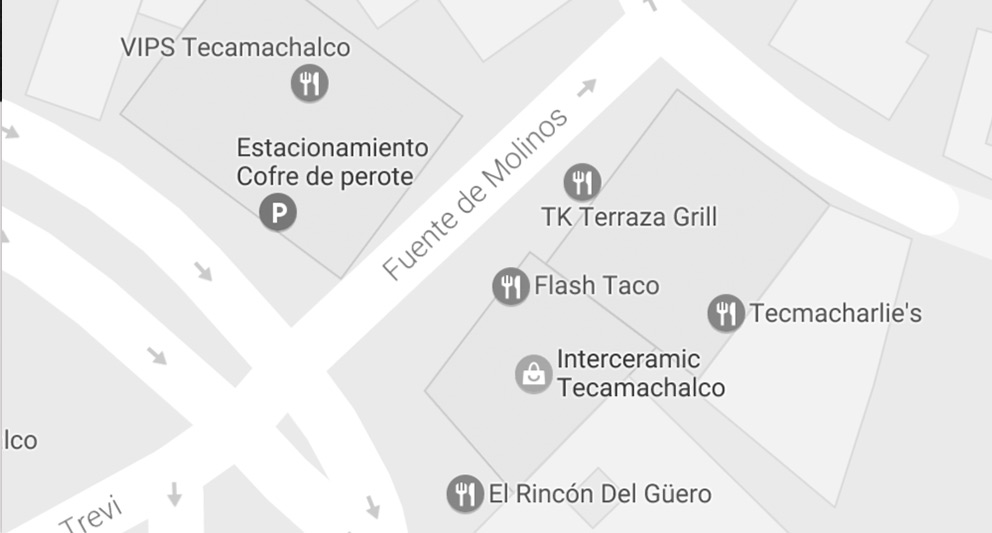 VIPS Tecamachalco
Estacionamiento
Cofre de perote
P
Fuente de Molinos
TK Terraza Grill
Flash Taco
Tecmacharlie's
Interceramic
Tecamachalco
lco
El Rincón Del Güero
Trevi